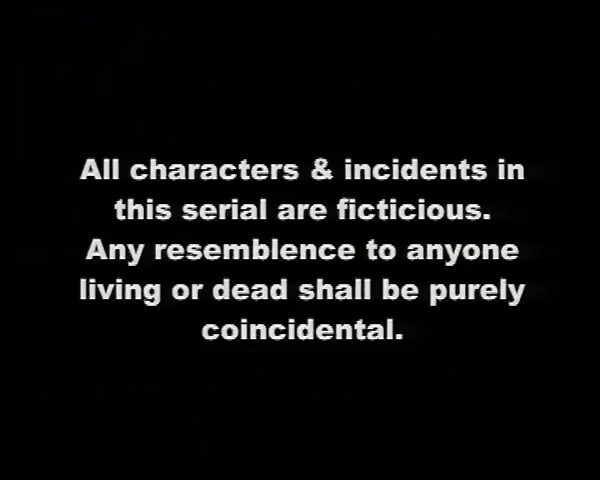 All characters & incidents in
this serial are ficticious.
Any resemblence to anyone
living or dead shall be purely
coincidental.